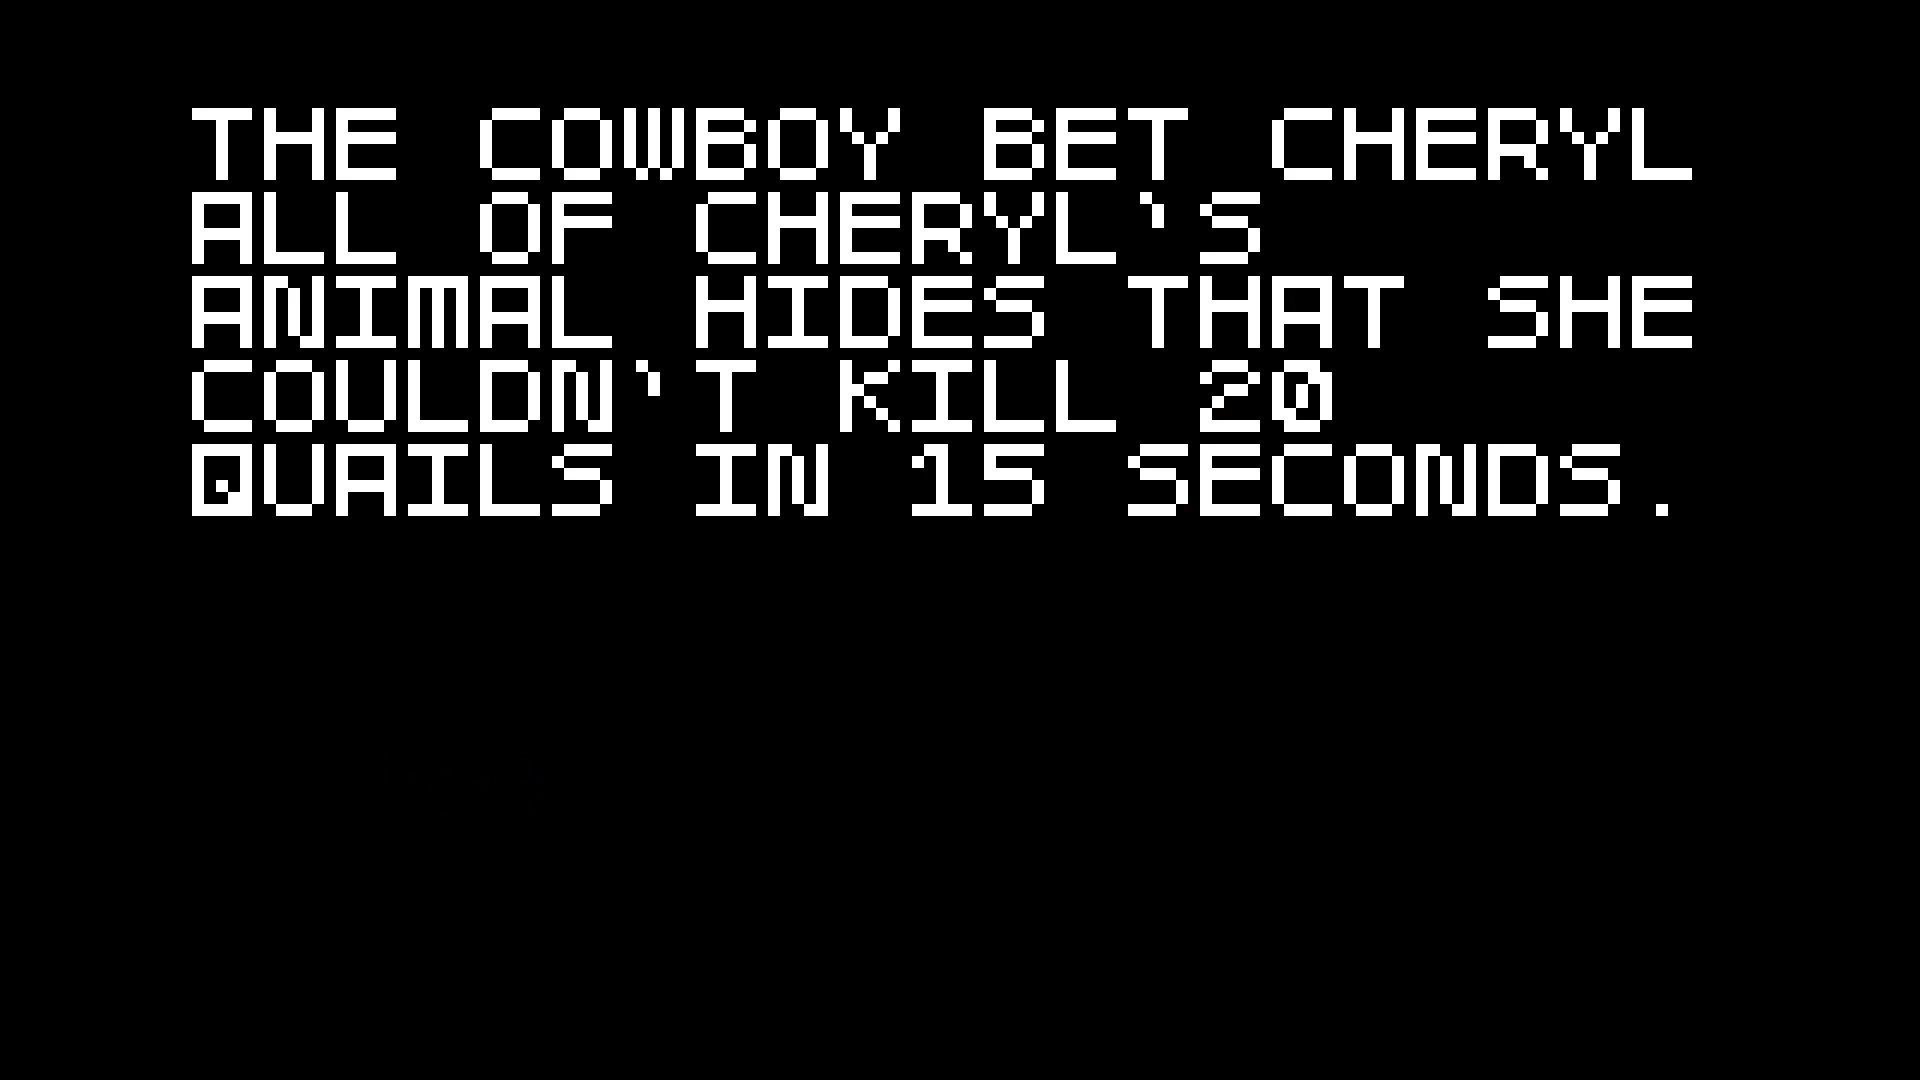 THE COWBOY BET CHERYL
ALL OF CHERYL'S
ANIMAL HIDES THAT SHE
COULDN'T KILL 20
QUAILS IN 15 SECONDS.